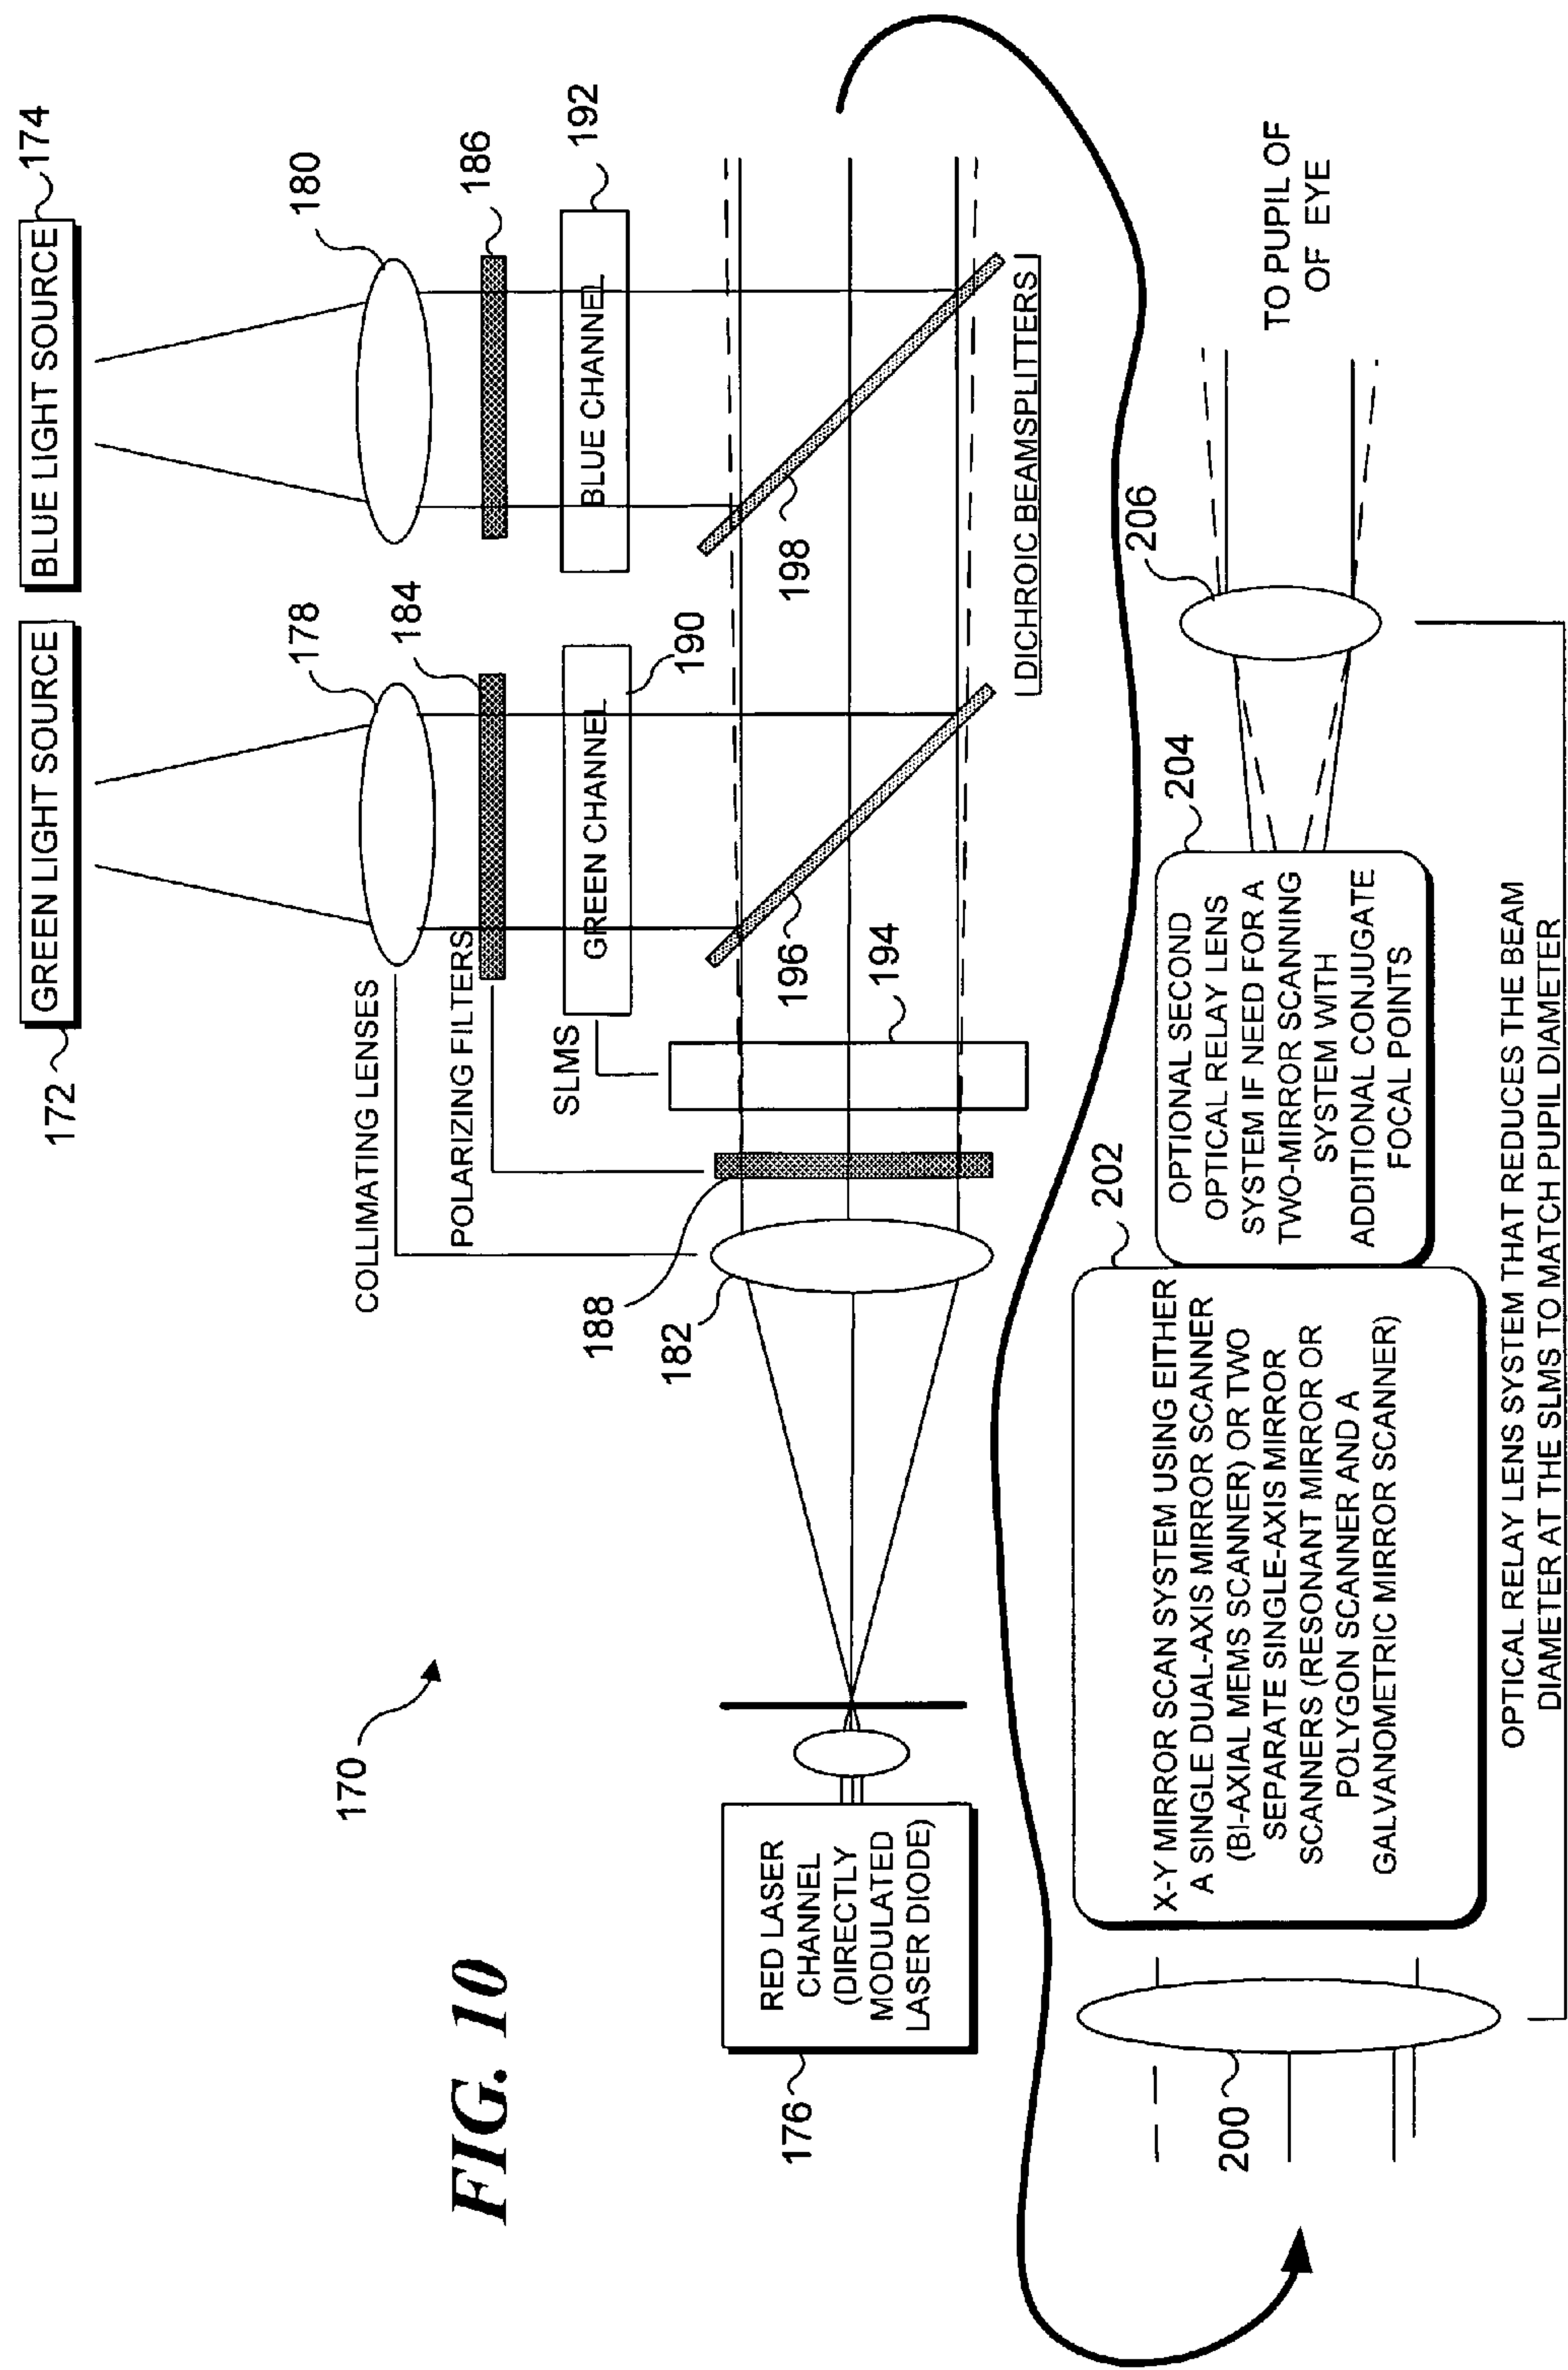 FIG. 10
170
172
GREEN LIGHT SOURCE
BLUE LIGHT SOURCE
174
COLLIMATING LENSES
178
180
POLARIZING FILTERS
184
186
SLMS
GREEN CHANNEL
190
BLUE CHANNEL
192
176
RED LASER
CHANNEL
(DIRECTLY
MODULATED
LASER DIODE)
188
182
194
196
198
DICHROIC BEAMSPLITTERS
200
202
X-Y MIRROR SCAN SYSTEM USING EITHER
A SINGLE DUAL-AXIS MIRROR SCANNER
(BI-AXIAL MEMS SCANNER) OR TWO
SEPARATE SINGLE-AXIS MIRROR
SCANNERS (RESONANT MIRROR OR
POLYGON SCANNER AND A
GALVANOMETRIC MIRROR SCANNER)
204
OPTIONAL SECOND
OPTICAL RELAY LENS
SYSTEM IF NEED FOR A
TWO-MIRROR SCANNING
SYSTEM WITH
ADDITIONAL CONJUGATE
FOCAL POINTS
206
TO PUPIL OF
OF EYE
OPTICAL RELAY LENS SYSTEM THAT REDUCES THE BEAM
DIAMETER AT THE SLMS TO MATCH PUPIL DIAMETER